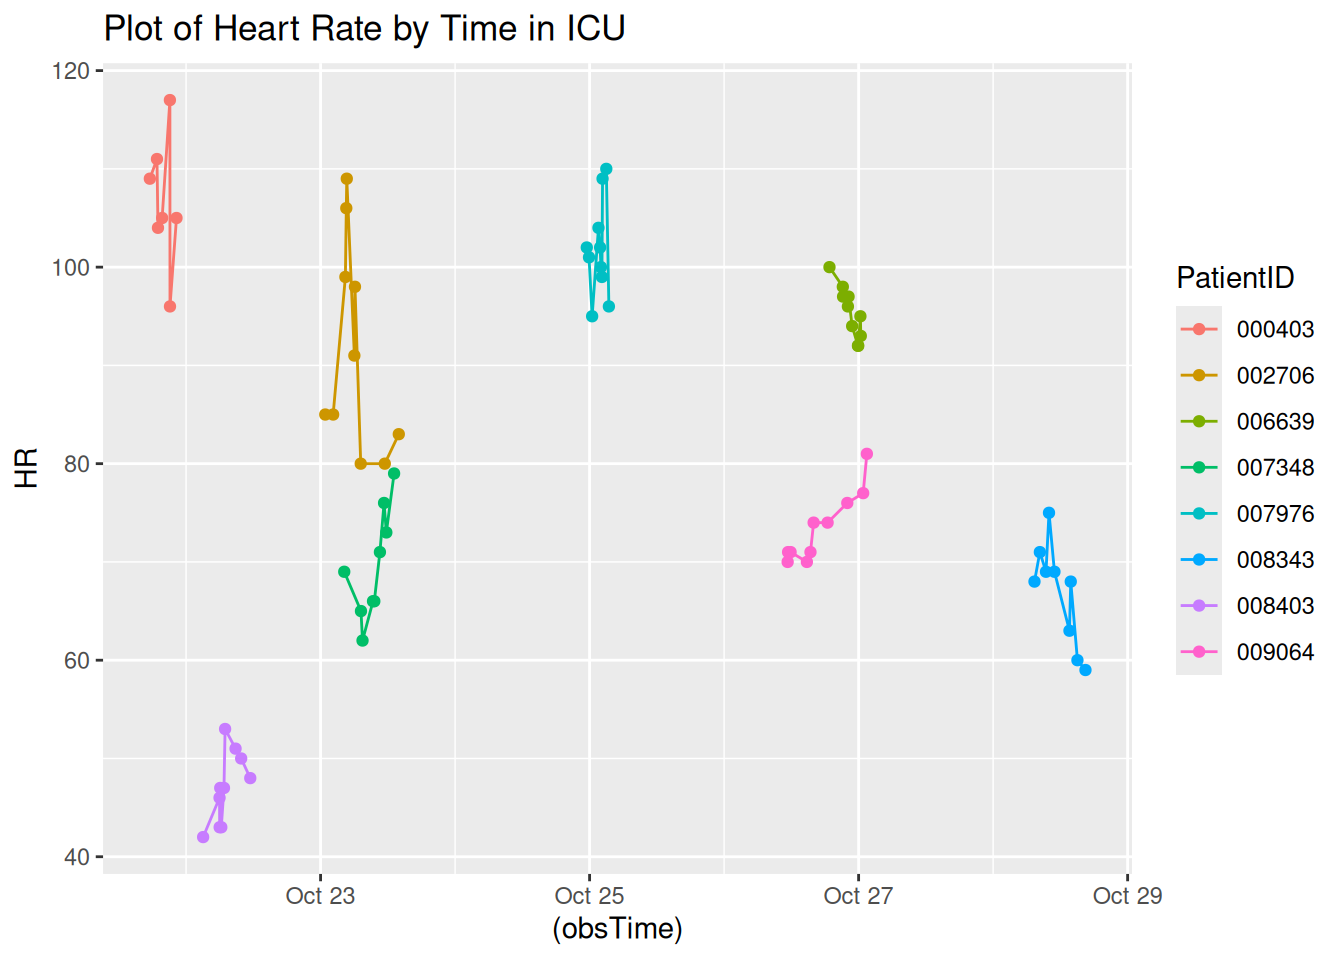 Plot of Heart Rate by Time in ICU
120
100
80
60
40
HR
Oct 23
Oct 25
Oct 27
Oct 29
(obsTime)
PatientID
000403
002706
006639
007348
007976
008343
008403
009064